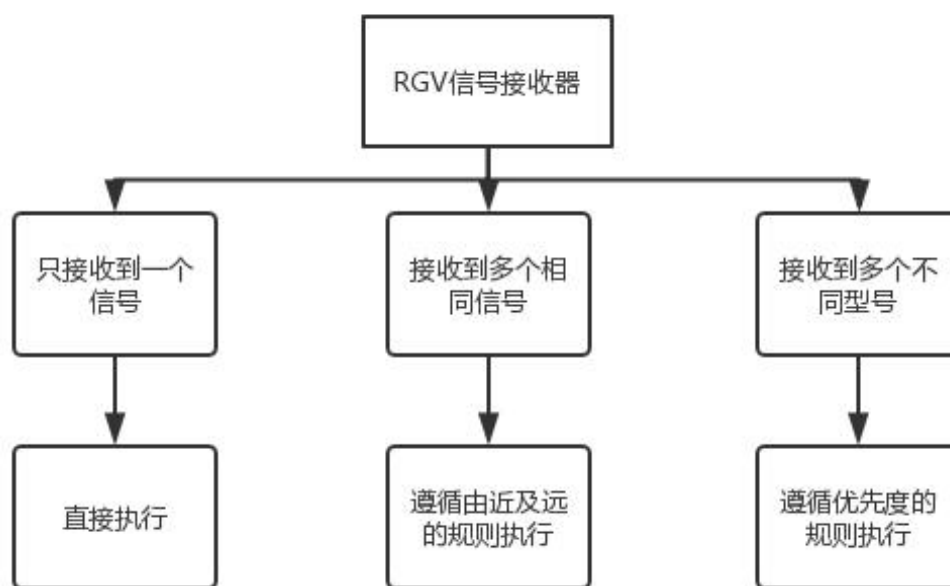 RGV信号接收器
只接收到一个
信号
接收到多个相
同信号
接收到多个不
同型号
直接执行
遵循由近及远
的规则执行
遵循优先度的
规则执行